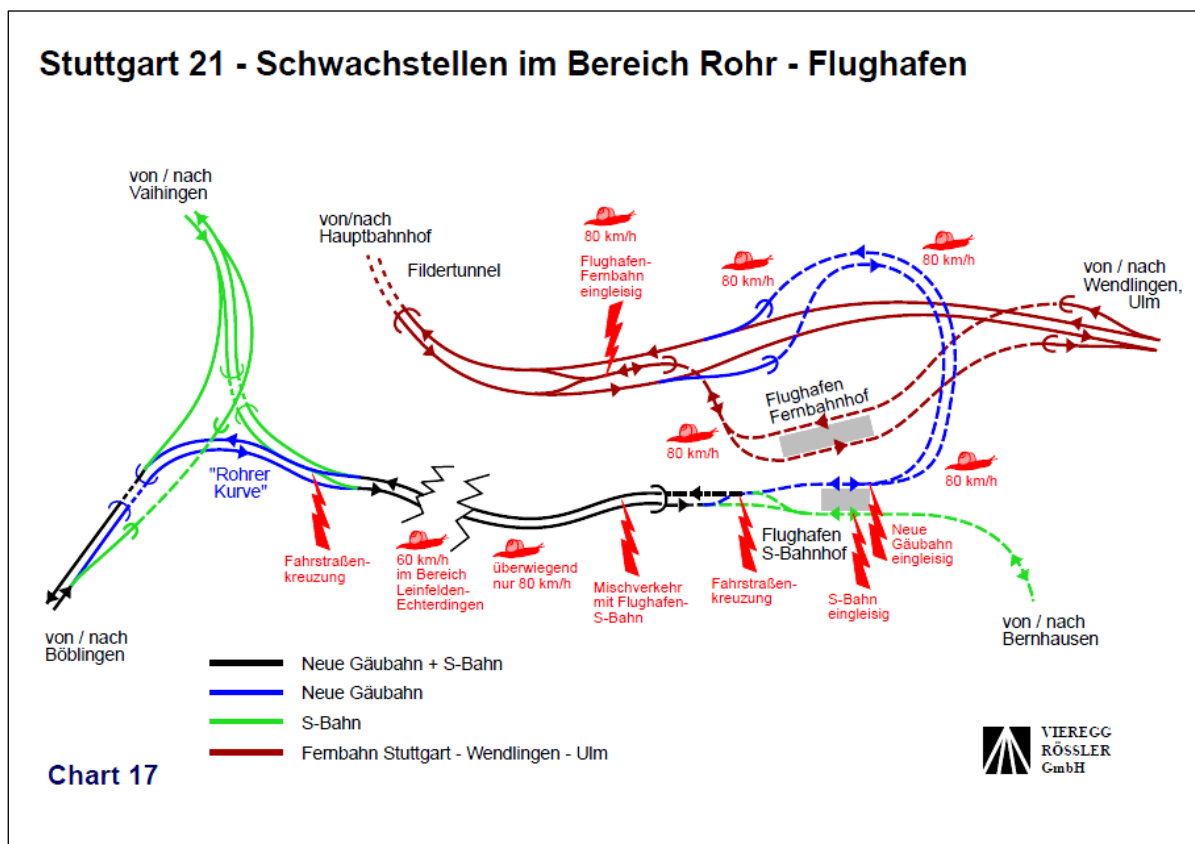 Stuttgart 21 - Schwachstellen im Bereich Rohr - Flughafen
von / nach
Vaihingen
von/nach
Hauptbahnhof
Fildertunnel
80 km/h
Flughafen-
Fernbahn
eingleisig
80 km/h
80 km/h
von / nach
Wendlingen,
Ulm
Flughafen
Fernbahnhof
80 km/h
80 km/h
"Rohrer
Kurve"
Fahrstraßen-
kreuzung
60 km/h
im Bereich
Leinfelden-
Echterdingen
überwiegend
nur 80 km/h
Mischverkehr
mit Flughafen-
S-Bahn
Flughafen
S-Bahnhof
Fahrstraßen-
kreuzung
S-Bahn
eingleisig
Neue
Gäubahn
eingleisig
von / nach
Bernhausen
von / nach
Böblingen
Neue Gäubahn + S-Bahn
Neue Gäubahn
S-Bahn
Fernbahn Stuttgart - Wendlingen - Ulm
Chart 17
VIEREGG
RÖSSLER
GmbH